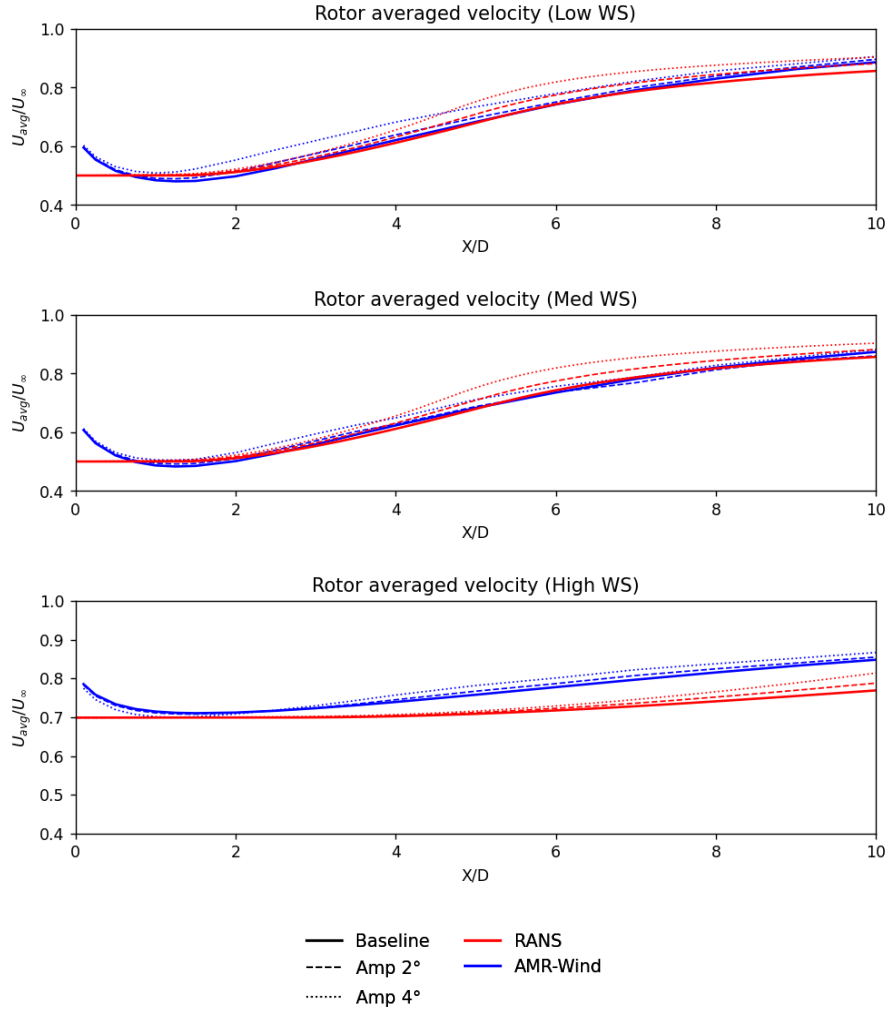 Rotor averaged velocity (Low WS)
1.0
0.8
0.6
0.4
U_avg/U_∞
0 2 4 6 8 10
X/D
Rotor averaged velocity (Med WS)
1.0
0.8
0.6
0.4
U_avg/U_∞
0 2 4 6 8 10
X/D
Rotor averaged velocity (High WS)
1.0
0.9
0.8
0.7
0.6
0.5
0.4
U_avg/U_∞
0 2 4 6 8 10
X/D
Baseline RANS
Amp 2° AMR-Wind
Amp 4°